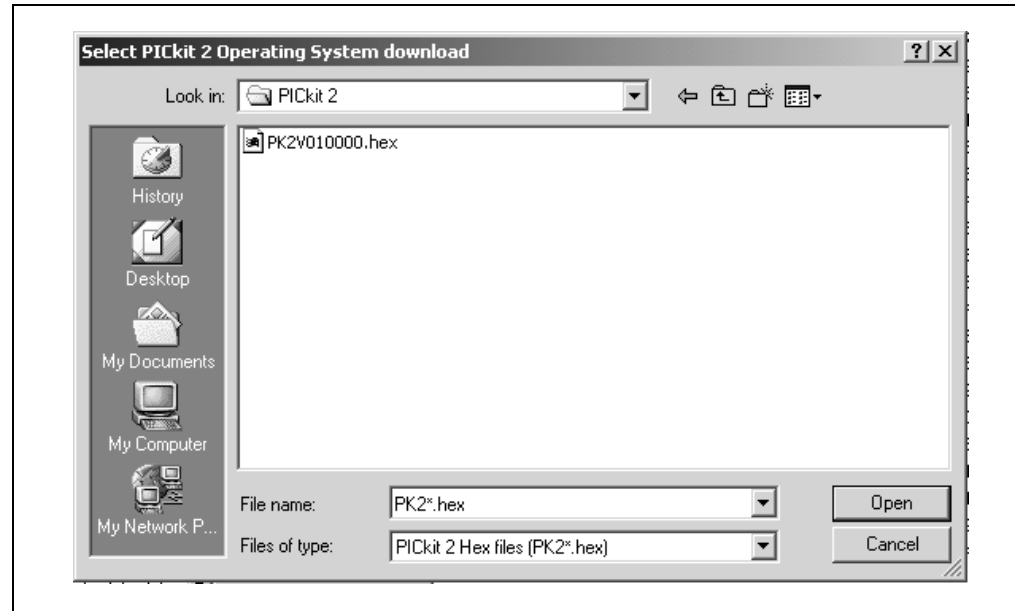 Select PICkit 2 Operating System download
Look in: PICkit 2
PK2V010000.hex
History
Desktop
My Documents
My Computer
My Network P...
File name: PK2*.hex Open
Files of type: PICkit 2 Hex files (PK2*.hex) Cancel